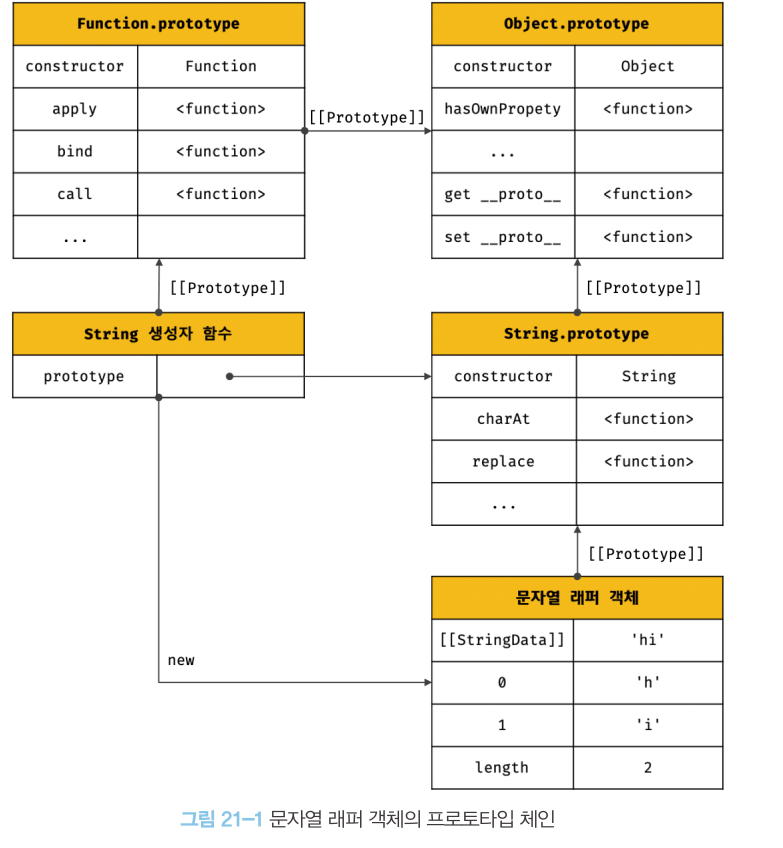 Function.prototype
constructor Function
apply <function>
bind <function>
call <function>
...
[[Prototype]]
Object.prototype
constructor Object
hasOwnPropety <function>
...
get __proto__ <function>
set __proto__ <function>
[[Prototype]]
[[Prototype]]
String 생성자 함수
prototype
String.prototype
constructor String
charAt <function>
replace <function>
...
[[Prototype]]
new
문자열 래퍼 객체
[[StringData]] 'hi'
0 'h'
1 'i'
length 2
그림 21-1 문자열 래퍼 객체의 프로토타입 체인